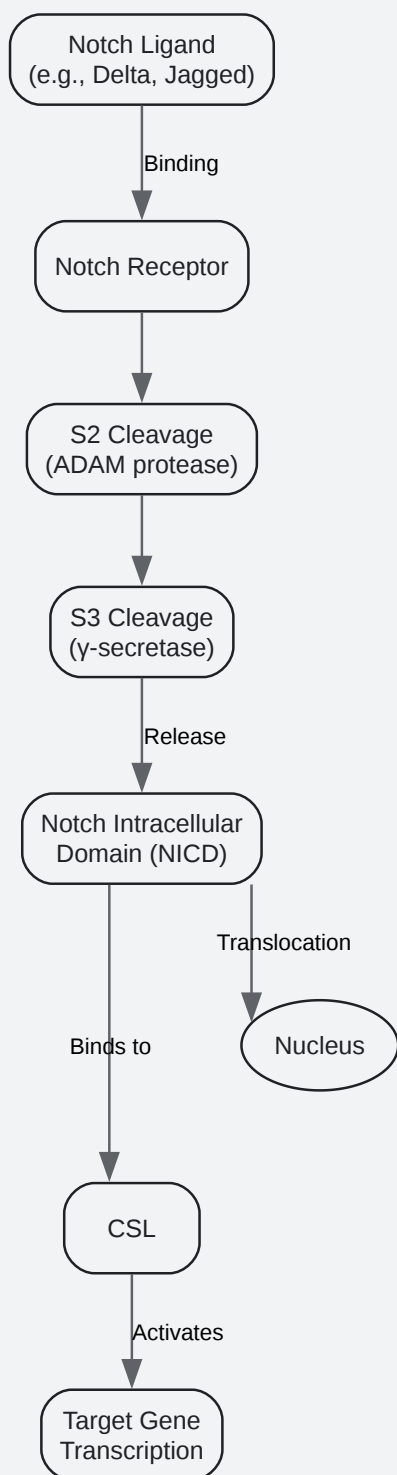 Notch Ligand
(e.g., Delta, Jagged)
Binding
Notch Receptor
S2 Cleavage
(ADAM protease)
S3 Cleavage
(γ-secretase)
Release
Notch Intracellular
Domain (NICD)
Translocation
Binds to
Nucleus
CSL
Activates
Target Gene
Transcription